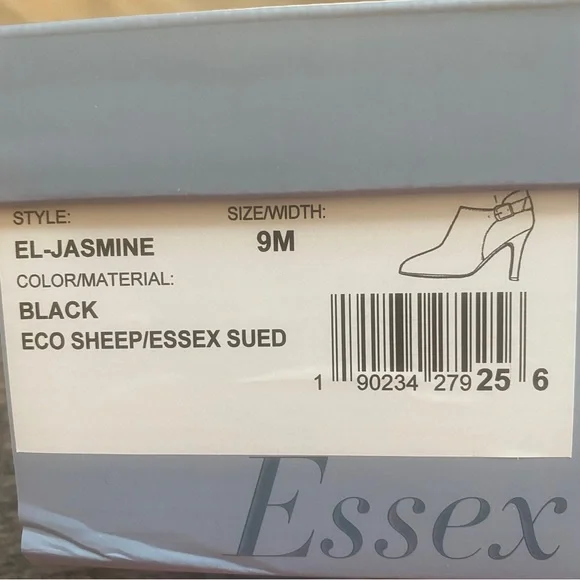 STYLE: SIZE/WIDTH:
EL-JASMINE 9M
COLOR/MATERIAL:
BLACK
ECO SHEEP/ESSEX SUED
1 90234 279 25 6
Essex